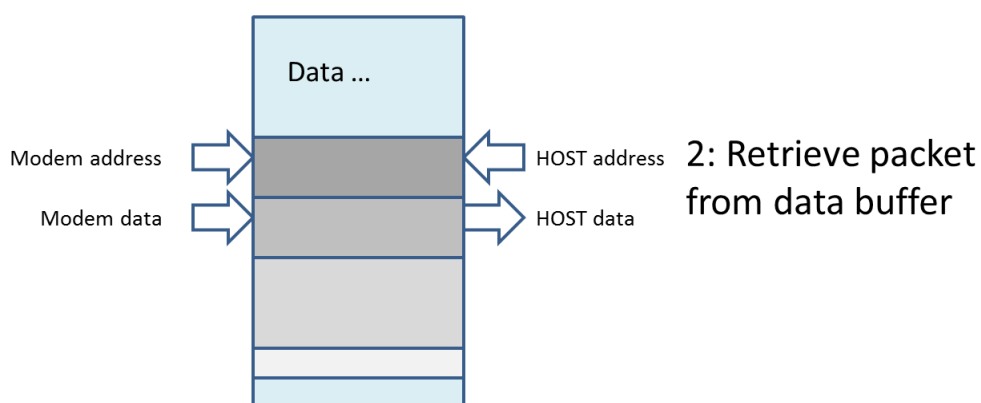 Data ...
Modem address
HOST address
Modem data
HOST data
2: Retrieve packet
from data buffer